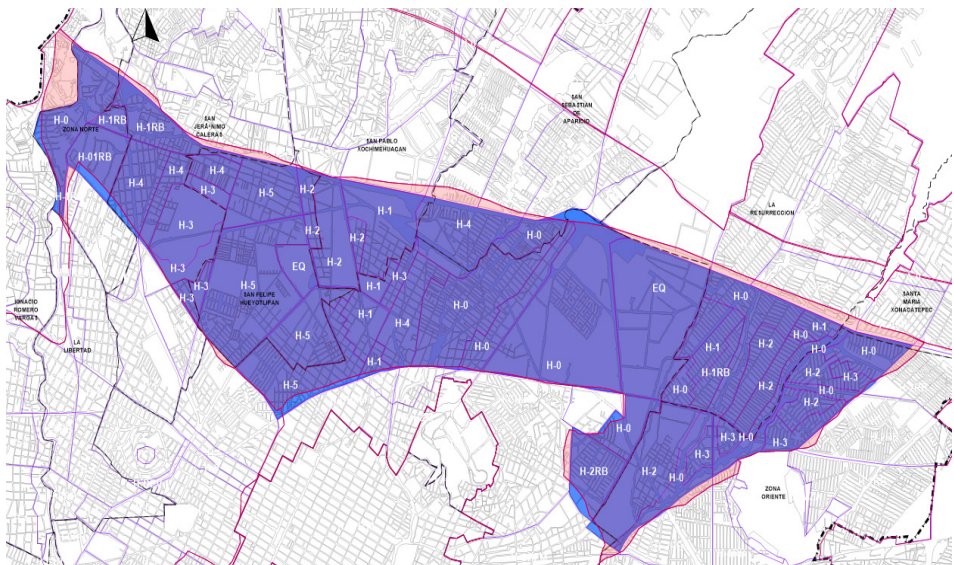 H-0
ZONA NORTE
H-1RB
H-1RB
H-01RB
SAN
JERÃ³NIMO
CALERAS
SAN PABLO
XOCHIMEHUACAN
SAN
SEBASTIAN
DE
APARICIO
LA
RESURRECCION
SANTA
MARIA
XONACATEPEC
IGNACIO
ROMERO
VARGAS
LA
LIBERTAD
H-4
H-4
H-4
H-3
H-3
H-3
H-3
H-3
H-5
H-2
H-2
H-2
H-2
EQ
H-5
SAN FELIPE
HUEYOTLIPAN
H-5
H-5
H-1
H-1
H-1
H-1
H-3
H-4
H-4
H-0
H-0
H-0
H-0
EQ
H-0
H-1
H-1RB
H-0
H-2
H-2
H-0
H-1
H-0
H-0
H-2
H-3
H-0
H-2
H-3
H-0
H-3
H-3
H-0
H-2RB
H-2
H-0
ZONA
ORIENTE